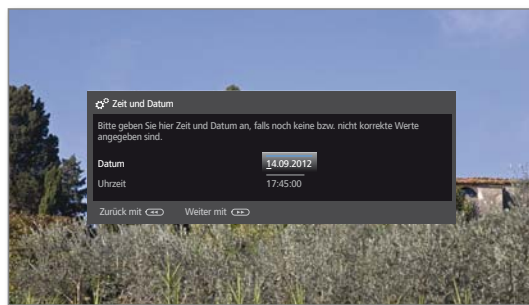 Zeit und Datum
Bitte geben Sie hier Zeit und Datum an, falls noch keine bzw. nicht korrekte Werte
angegeben sind.
Datum 14.09.2012
Uhrzeit 17:45:00
Zurück mit Weiter mit